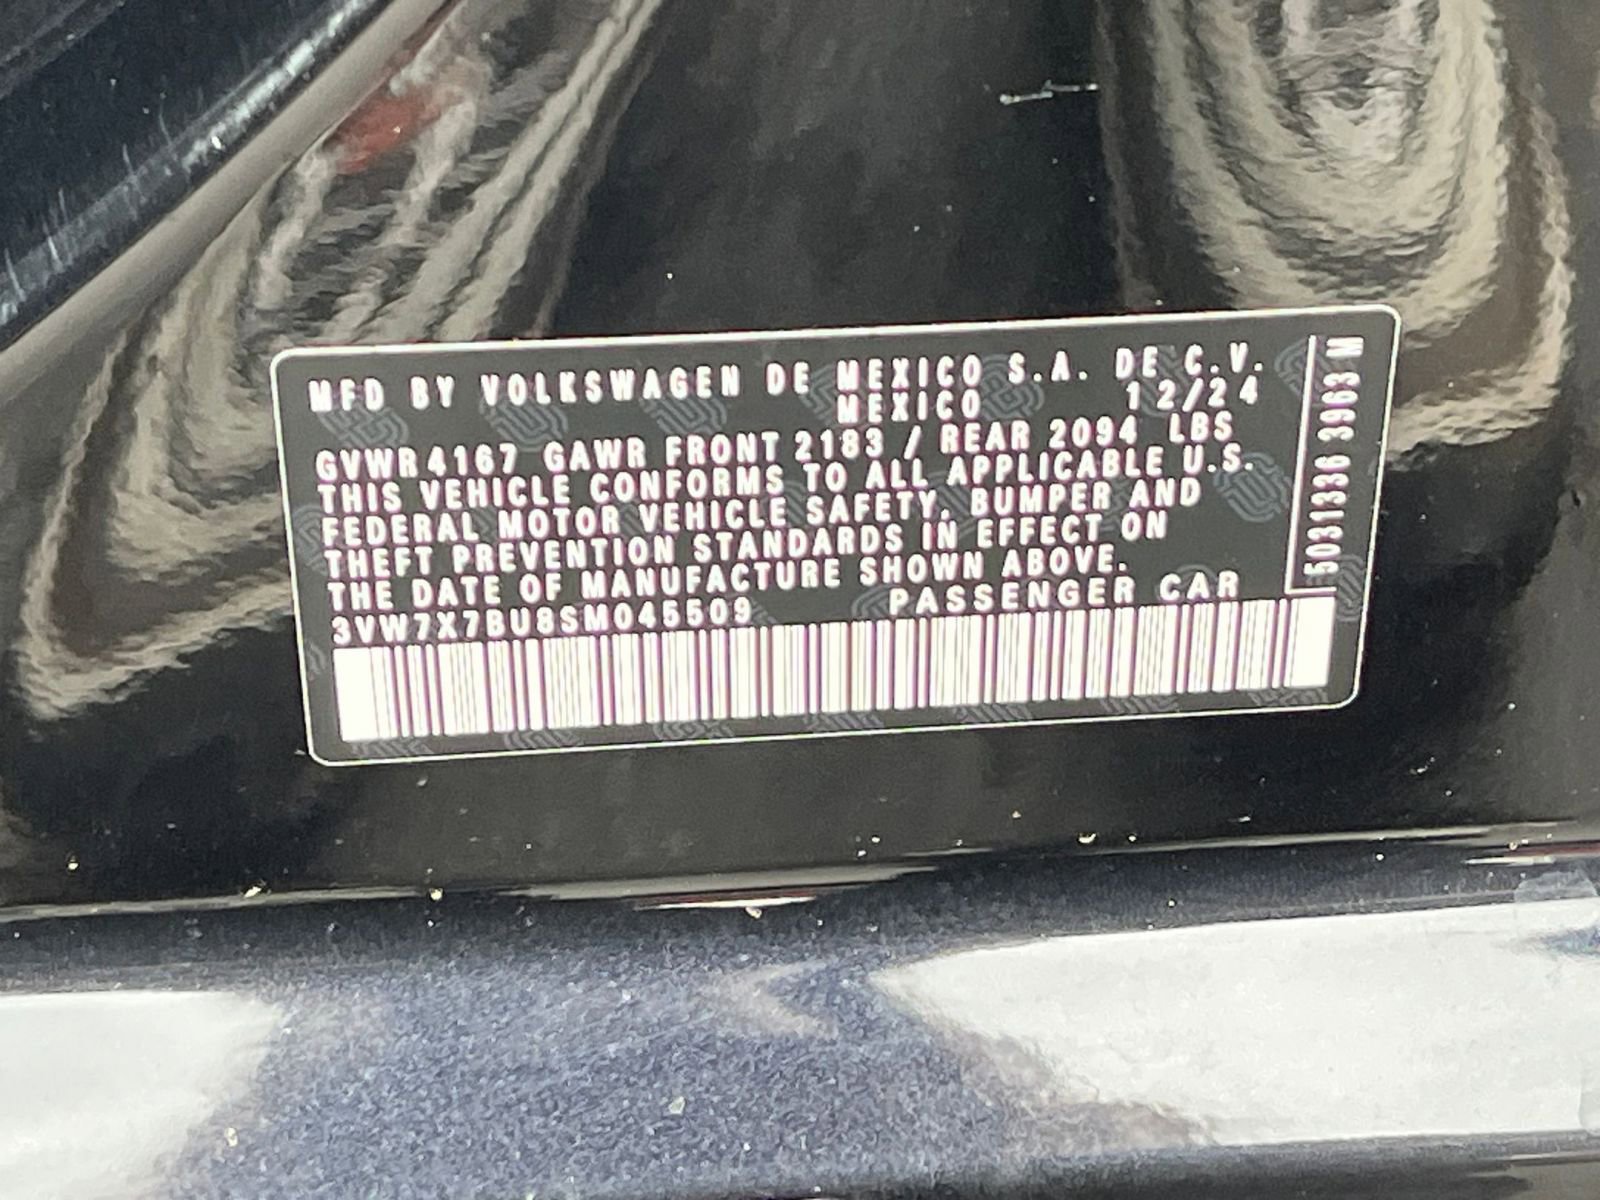 MFD BY VOLKSWAGEN DE MEXICO S.A. DE C.V.
MEXICO 12/24
GVWR 4167 GAWR FRONT 2183 / REAR 2094 LBS
THIS VEHICLE CONFORMS TO ALL APPLICABLE U.S.
FEDERAL MOTOR VEHICLE SAFETY, BUMPER AND
THEFT PREVENTION STANDARDS IN EFFECT ON
THE DATE OF MANUFACTURE SHOWN ABOVE.
3VW7X7BU8SM045509 PASSENGER CAR
5031336 3963 M